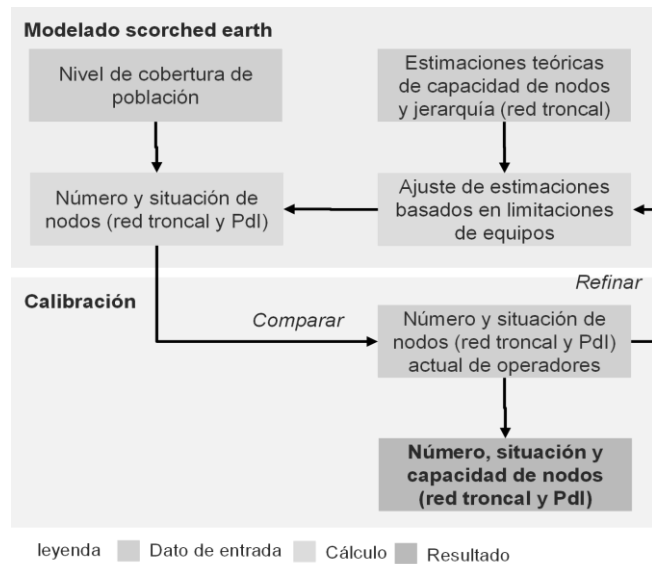 Modelado scorched earth
Nivel de cobertura de
población
Estimaciones teóricas
de capacidad de nodos
y jerarquía (red troncal)
Número y situación de
nodos (red troncal y PdI)
Ajuste de estimaciones
basados en limitaciones
de equipos
Refinar
Calibración
Comparar
Número y situación de
nodos (red troncal y PdI)
actual de operadores
Número, situación y
capacidad de nodos
(red troncal y PdI)
leyenda
Dato de entrada
Cálculo
Resultado